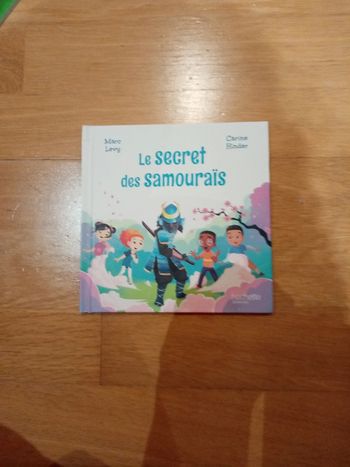 Marc
Levy
Carine
Hinder
Le secret
des samouraïs
hachette